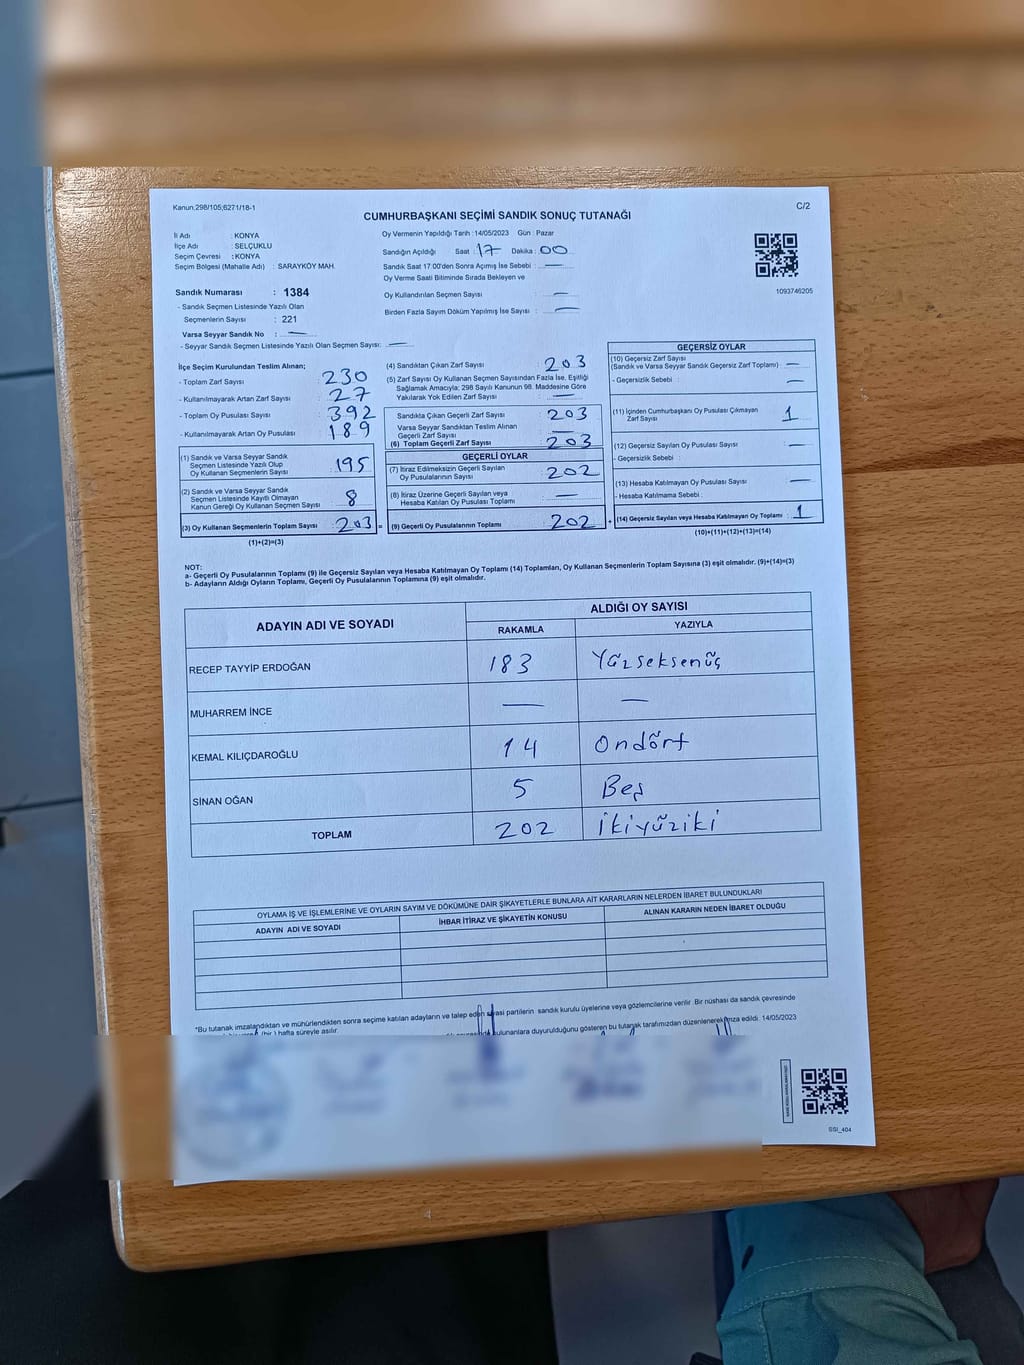 Kanun:298/105;6271/18-1
C/2
CUMHURBAŞKANI SEÇİMİ SANDIK SONUÇ TUTANAĞI
İl Adı : KONYA
İlçe Adı : SELÇUKLU
Seçim Çevresi : KONYA
Seçim Bölgesi (Mahalle Adı) : SARAYKÖY MAH.
Sandık Numarası : 1384
- Sandık Seçmen Listesinde Yazılı Olan
Seçmenlerin Sayısı : 221
Varsa Seyyar Sandık No : —
- Seyyar Sandık Seçmen Listesinde Yazılı Olan Seçmen Sayısı: —
Oy Vermenin Yapıldığı Tarih :14/05/2023 Gün : Pazar
Sandığın Açıldığı Saat : 17 Dakika : 00
Sandık Saat 17:00'den Sonra Açımış İse Sebebi : —
Oy Verme Saati Bitiminde Sırada Bekleyen ve
Oy Kullandırılan Seçmen Sayısı : —
Birden Fazla Sayım Döküm Yapılmış İse Sayısı : —
1093746205
İlçe Seçim Kurulundan Teslim Alınan;
- Toplam Zarf Sayısı : 230
- Kullanılmayarak Artan Zarf Sayısı : 27
- Toplam Oy Pusulası Sayısı : 392
- Kullanılmayarak Artan Oy Pusulası : 189
(1) Sandık ve Varsa Seyyar Sandık
Seçmen Listesinde Yazılı Olup
Oy Kullanan Seçmenlerin Sayısı : 195
(2) Sandık ve Varsa Seyyar Sandık
Seçmen Listesinde Kayıtlı Olmayan
Kanun Gereği Oy Kullanan Seçmen Sayısı : 8
(3) Oy Kullanan Seçmenlerin Toplam Sayısı : 203 =
(1)+(2)=(3)
(4) Sandıktan Çıkan Zarf Sayısı : 203
(5) Zarf Sayısı Oy Kullanan Seçmen Sayısından Fazla İse, Eşitliği
Sağlamak Amacıyla; 298 Sayılı Kanunun 98. Maddesine Göre
Yakılarak Yok Edilen Zarf Sayısı : —
Sandıkta Çıkan Geçerli Zarf Sayısı : 203
Varsa Seyyar Sandıktan Teslim Alınan
Geçerli Zarf Sayısı : —
(6) Toplam Geçerli Zarf Sayısı : 203
GEÇERLİ OYLAR
(7) İtiraz Edilmeksizin Geçerli Sayılan
Oy Pusulasının Sayısı : 202
(8) İtiraz Üzerine Geçerli Sayılan veya
Hesaba Katılan Oy Pusulası Toplamı : —
(9) Geçerli Oy Pusulalarının Toplamı : 202 +
GEÇERSİZ OYLAR
(10) Geçersiz Zarf Sayısı
(Sandık ve Varsa Seyyar Sandık Geçersiz Zarf Toplamı) : —
- Geçersizlik Sebebi : —
(11) İçinden Cumhurbaşkanı Oy Pusulası Çıkmayan
Zarf Sayısı : 1
(12) Geçersiz Sayılan Oy Pusulası Sayısı : —
- Geçersizlik Sebebi :
(13) Hesaba Katılmayan Oy Pusulası Sayısı : —
- Hesaba Katılmama Sebebi :
(14) Geçersiz Sayılan veya Hesaba Katılmayan Oy Toplamı : 1
(10)+(11)+(12)+(13)=(14)
NOT:
a- Geçerli Oy Pusulalarının Toplamı (9) ile Geçersiz Sayılan veya Hesaba Katılmayan Oy Toplamı (14) Toplamları, Oy Kullanan Seçmenlerin Toplam Sayısına (3) eşit olmalıdır. (9)+(14)=(3)
b- Adayların Aldığı Oyların Toplamı, Geçerli Oy Pusulalarının Toplamına (9) eşit olmalıdır.
ADAYIN ADI VE SOYADI ALDIĞI OY SAYISI
RAKAMLA YAZIYLA
RECEP TAYYİP ERDOĞAN 183 Yüzseksenüç
MUHARREM İNCE — —
KEMAL KILIÇDAROĞLU 14 Ondört
SİNAN OĞAN 5 Beş
TOPLAM 202 İkiyüziki
OYLAMA İŞ VE İŞLEMLERİNE VE OYLARIN SAYIM VE DÖKÜMÜNE DAİR ŞİKAYETLERLE BUNLARA AİT KARARLARIN NELERDEN İBARET BULUNDUKLARI
ADAYIN ADI VE SOYADI İHBAR İTİRAZ VE ŞİKAYETİN KONUSU ALINAN KARARIN NEDEN İBARET OLDUĞU
*Bu tutanak imzalandıktan ve mühürlendikten sonra seçime katılan adayların ve talep eden siyasi partilerin sandık kurulu üyelerine veya gözlemcilerine verilir. Bir nüshası da sandık çevresinde
(bir ) hafta süreyle asılır. bulunanlara duyurulduğunu gösteren bu tutanak tarafımızdan düzenlenerek imza edildi. 14/05/2023
SSI_404